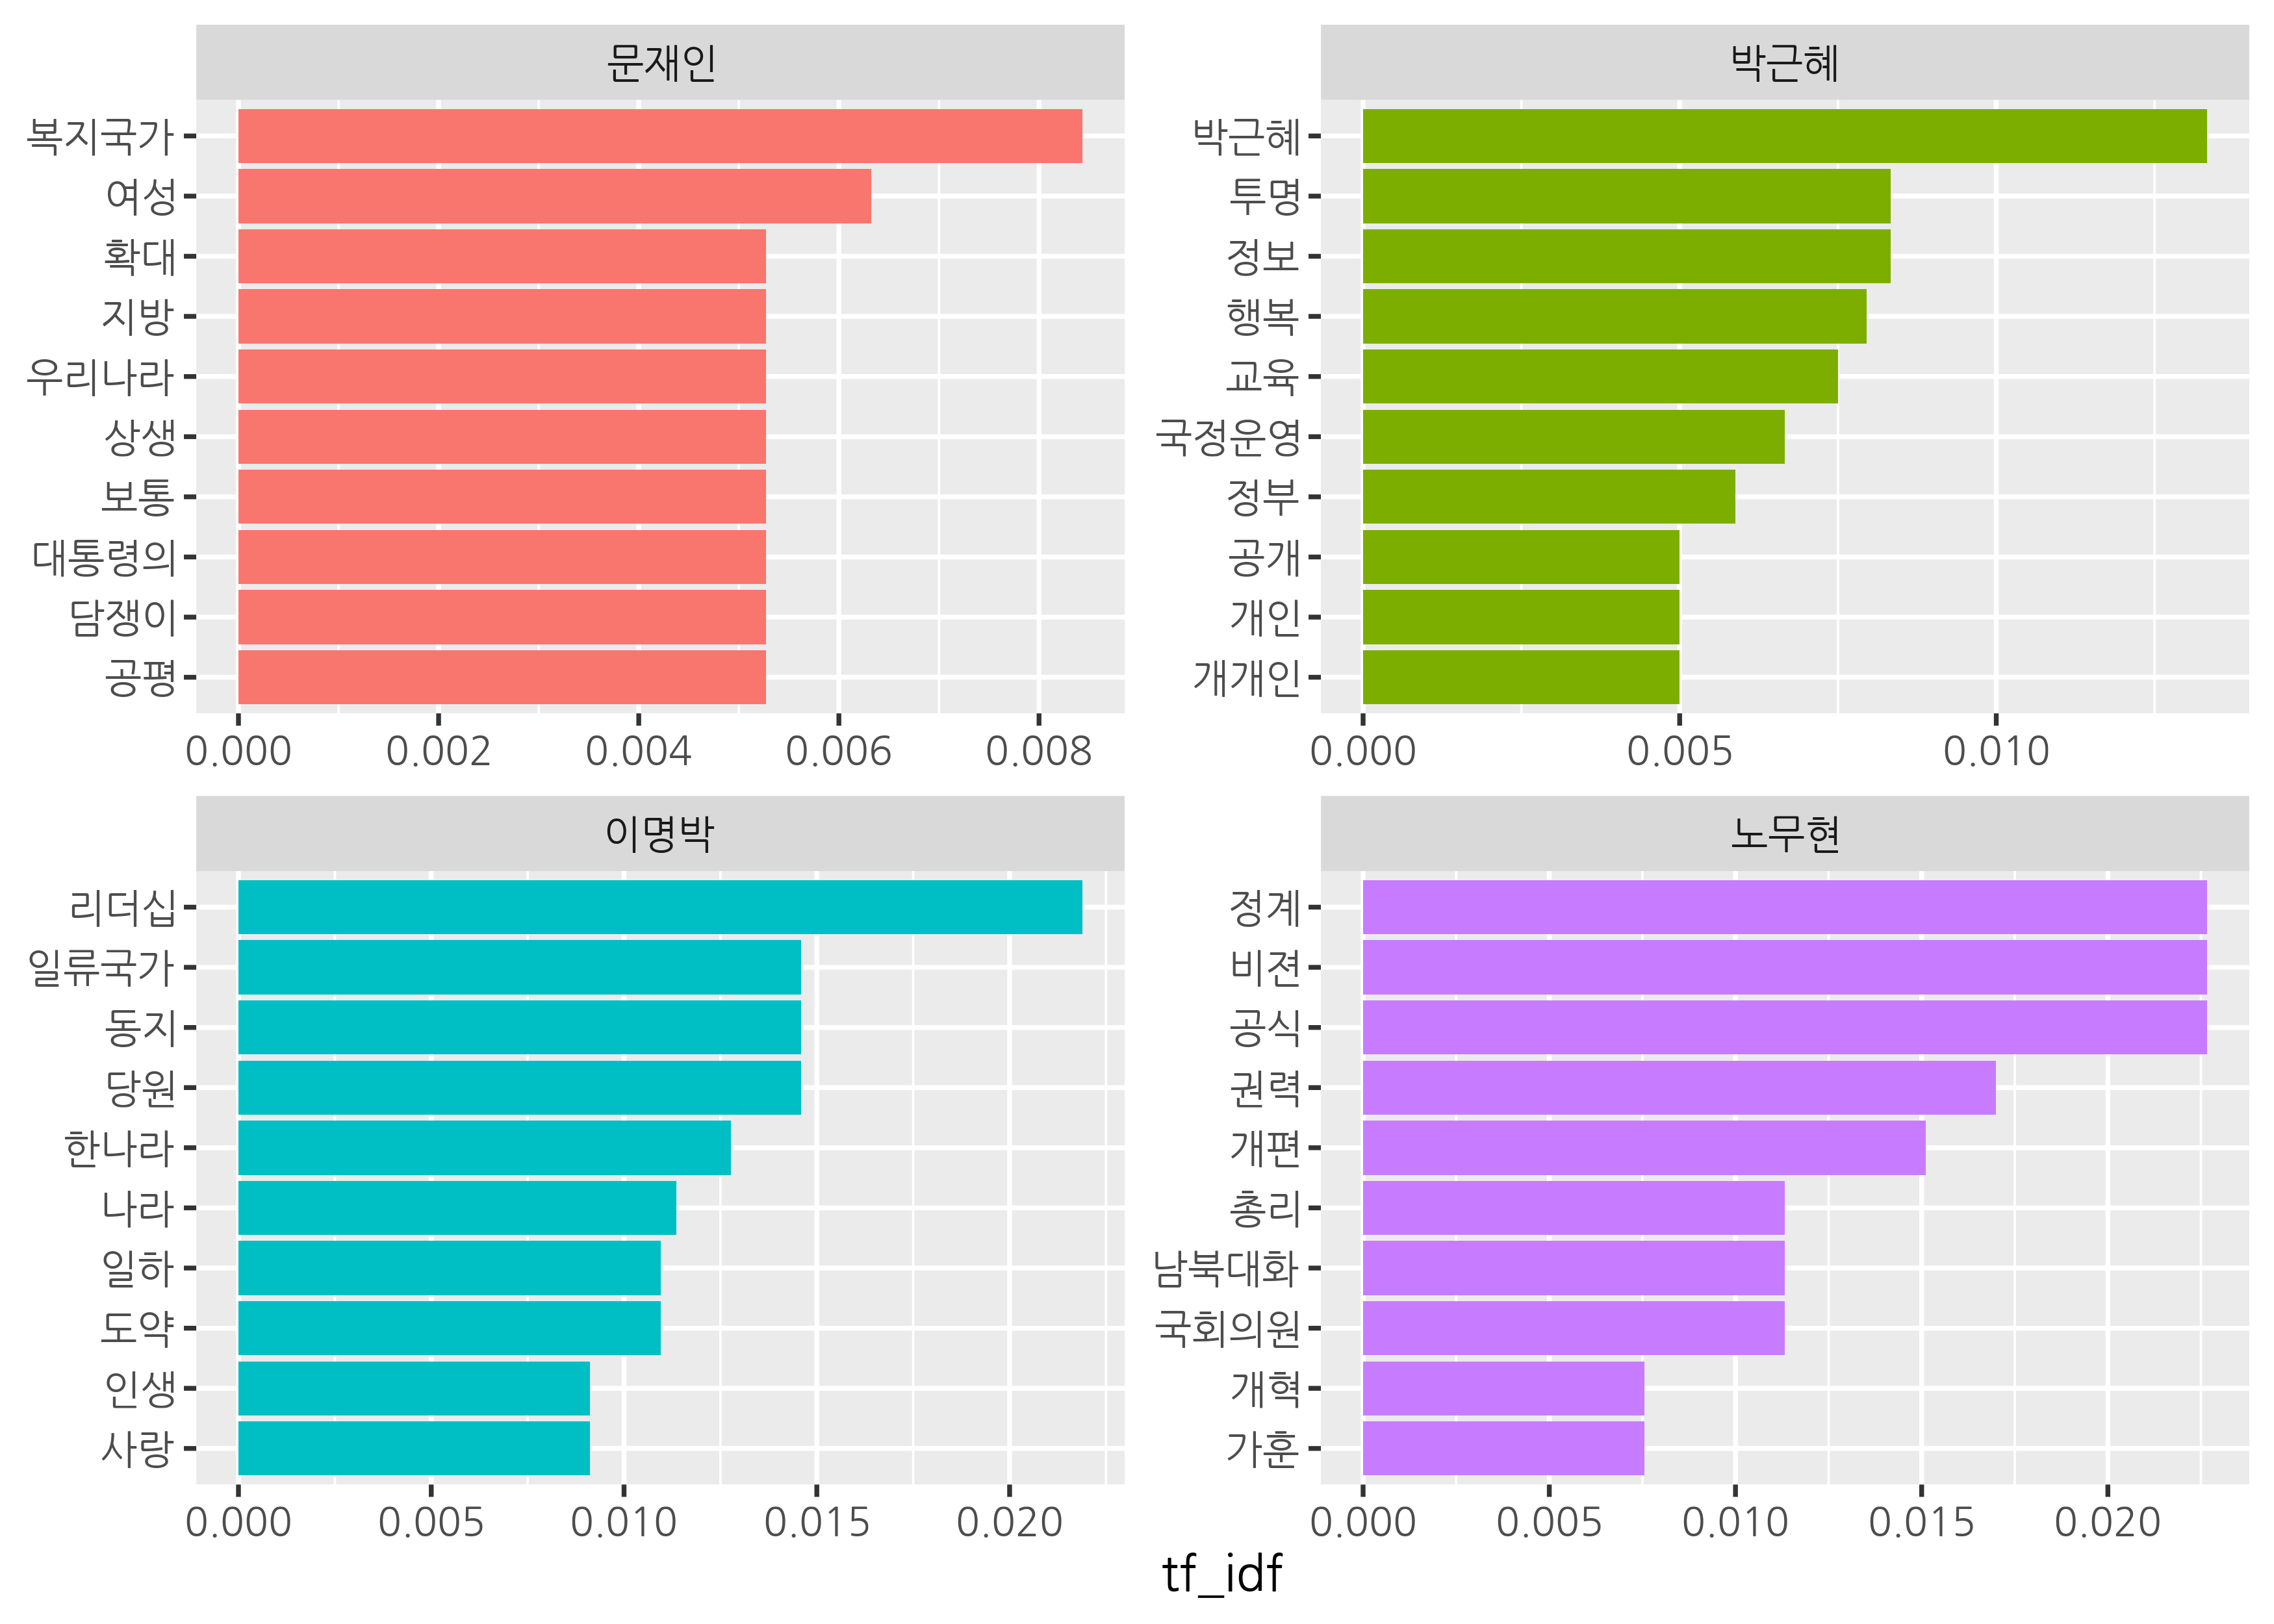 문재인
복지국가
여성
확대
지방
우리나라
상생
보통
대통령의
담쟁이
공평
0.000 0.002 0.004 0.006 0.008
박근혜
박근혜
투명
정보
행복
교육
국정운영
정부
공개
개인
개개인
0.000 0.005 0.010
이명박
리더십
일류국가
동지
당원
한나라
나라
일하
도약
인생
사랑
0.000 0.005 0.010 0.015 0.020
노무현
정계
비젼
공식
권력
개편
총리
남북대화
국회의원
개혁
가훈
0.000 0.005 0.010 0.015 0.020
tf_idf